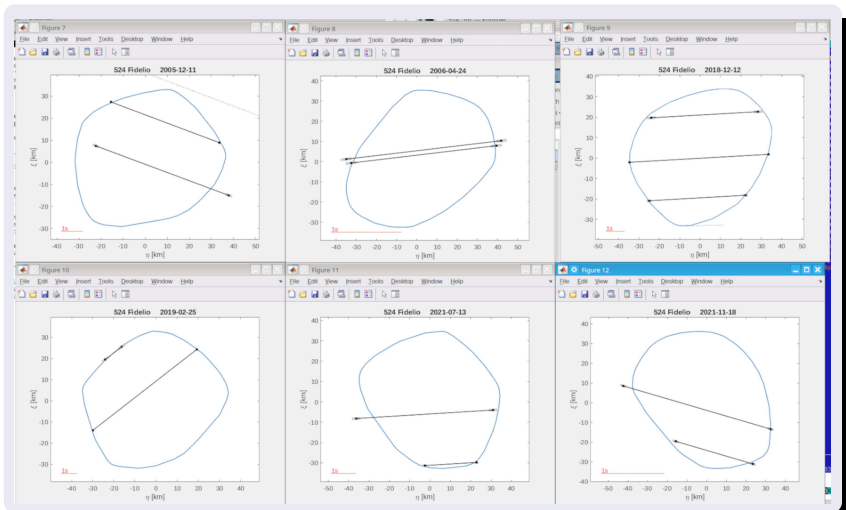 Figure 7
File Edit View Insert Tools Desktop Window Help
524 Fidelio 2005-12-11
30
20
10
0
-10
-20
-30
ξ [km]
1s
-40 -30 -20 -10 0 10 20 30 40 50
η [km]
Figure 8
File Edit View Insert Tools Desktop Window Help
524 Fidelio 2006-04-24
40
30
20
10
0
-10
-20
-30
ξ [km]
1s
-40 -30 -20 -10 0 10 20 30 40 50
η [km]
Figure 9
File Edit View Insert Tools Desktop Window Help
524 Fidelio 2018-12-12
40
30
20
10
0
-10
-20
-30
ξ [km]
1s
-50 -40 -30 -20 -10 0 10 20 30 40 50
η [km]
Figure 10
File Edit View Insert Tools Desktop Window Help
524 Fidelio 2019-02-25
30
20
10
0
-10
-20
-30
ξ [km]
1s
-40 -30 -20 -10 0 10 20 30 40
η [km]
Figure 11
File Edit View Insert Tools Desktop Window Help
524 Fidelio 2021-07-13
40
30
20
10
0
-10
-20
-30
ξ [km]
1s
-40 -30 -20 -10 0 10 20 30 40
η [km]
Figure 12
File Edit View Insert Tools Desktop Window Help
524 Fidelio 2021-11-18
40
30
20
10
0
-10
-20
-30
ξ [km]
1s
-50 -40 -30 -20 -10 0 10 20 30 40
η [km]